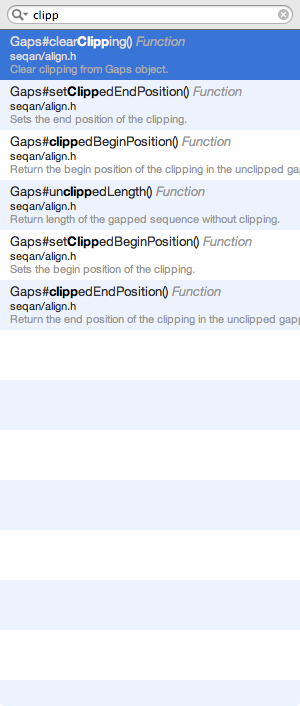 clipp
Gaps#clearClipping() Function
seqan/align.h
Clear clipping from Gaps object.
Gaps#setClippedEndPosition() Function
seqan/align.h
Sets the end position of the clipping.
Gaps#clippedBeginPosition() Function
seqan/align.h
Return the begin position of the clipping in the unclipped gap
Gaps#unclippedLength() Function
seqan/align.h
Return length of the gapped sequence without clipping.
Gaps#setClippedBeginPosition() Function
seqan/align.h
Sets the begin position of the clipping.
Gaps#clippedEndPosition() Function
seqan/align.h
Return the end position of the clipping in the unclipped gapp